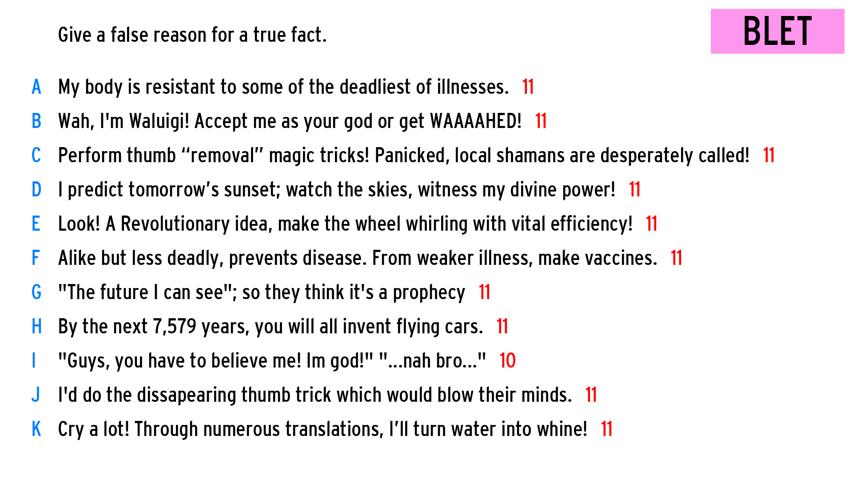 Give a false reason for a true fact.
BLET
A My body is resistant to some of the deadliest of illnesses. 11
B Wah, I'm Waluigi! Accept me as your god or get WAAAAHED! 11
C Perform thumb “removal” magic tricks! Panicked, local shamans are desperately called! 11
D I predict tomorrow’s sunset; watch the skies, witness my divine power! 11
E Look! A Revolutionary idea, make the wheel whirling with vital efficiency! 11
F Alike but less deadly, prevents disease. From weaker illness, make vaccines. 11
G "The future I can see"; so they think it's a prophecy 11
H By the next 7,579 years, you will all invent flying cars. 11
I "Guys, you have to believe me! Im god!" "...nah bro..." 10
J I'd do the dissapearing thumb trick which would blow their minds. 11
K Cry a lot! Through numerous translations, I’ll turn water into whine! 11